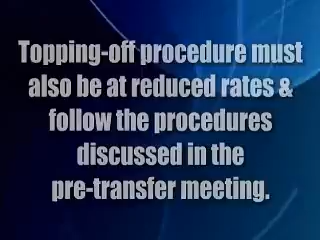 Topping-off procedure must
also be at reduced rates &
follow the procedures
discussed in the
pre-transfer meeting.